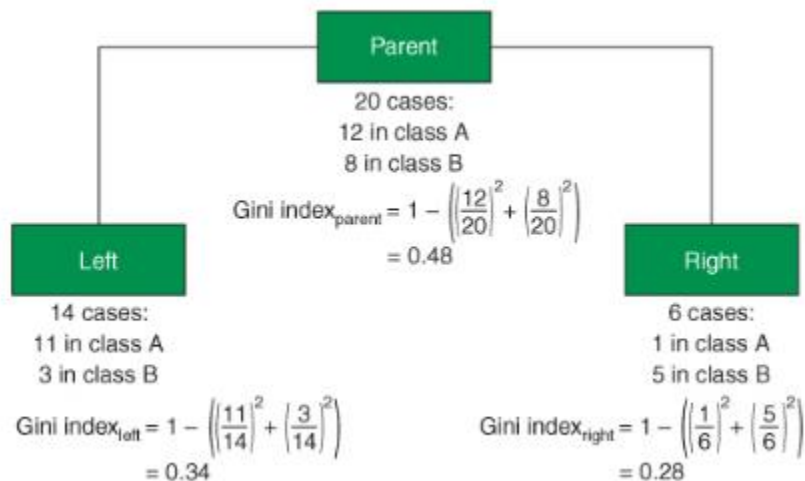 Parent
20 cases:
12 in class A
8 in class B
Gini index_parent = 1 − ((12/20)^2 + (8/20)^2)
= 0.48
Left
14 cases:
11 in class A
3 in class B
Gini index_left = 1 − ((11/14)^2 + (3/14)^2)
= 0.34
Right
6 cases:
1 in class A
5 in class B
Gini index_right = 1 − ((1/6)^2 + (5/6)^2)
= 0.28